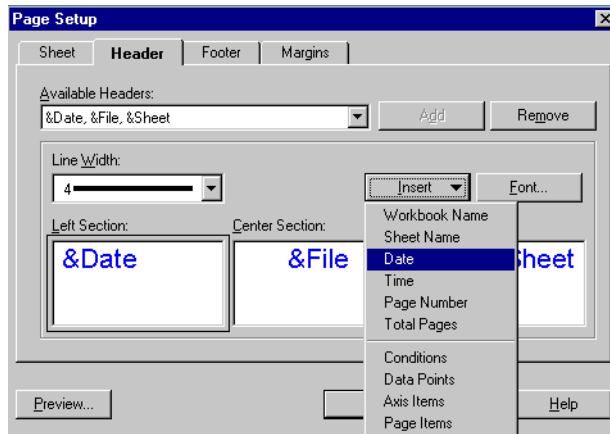 Page Setup
Sheet Header Footer Margins
Available Headers:
&Date, &File, &Sheet Add Remove
Line Width:
4 Insert Font...
Workbook Name
Sheet Name
Left Section: Center Section:
&Date &File Sheet
Date
Time
Page Number
Total Pages
Conditions
Data Points
Axis Items
Page Items
Preview... Help